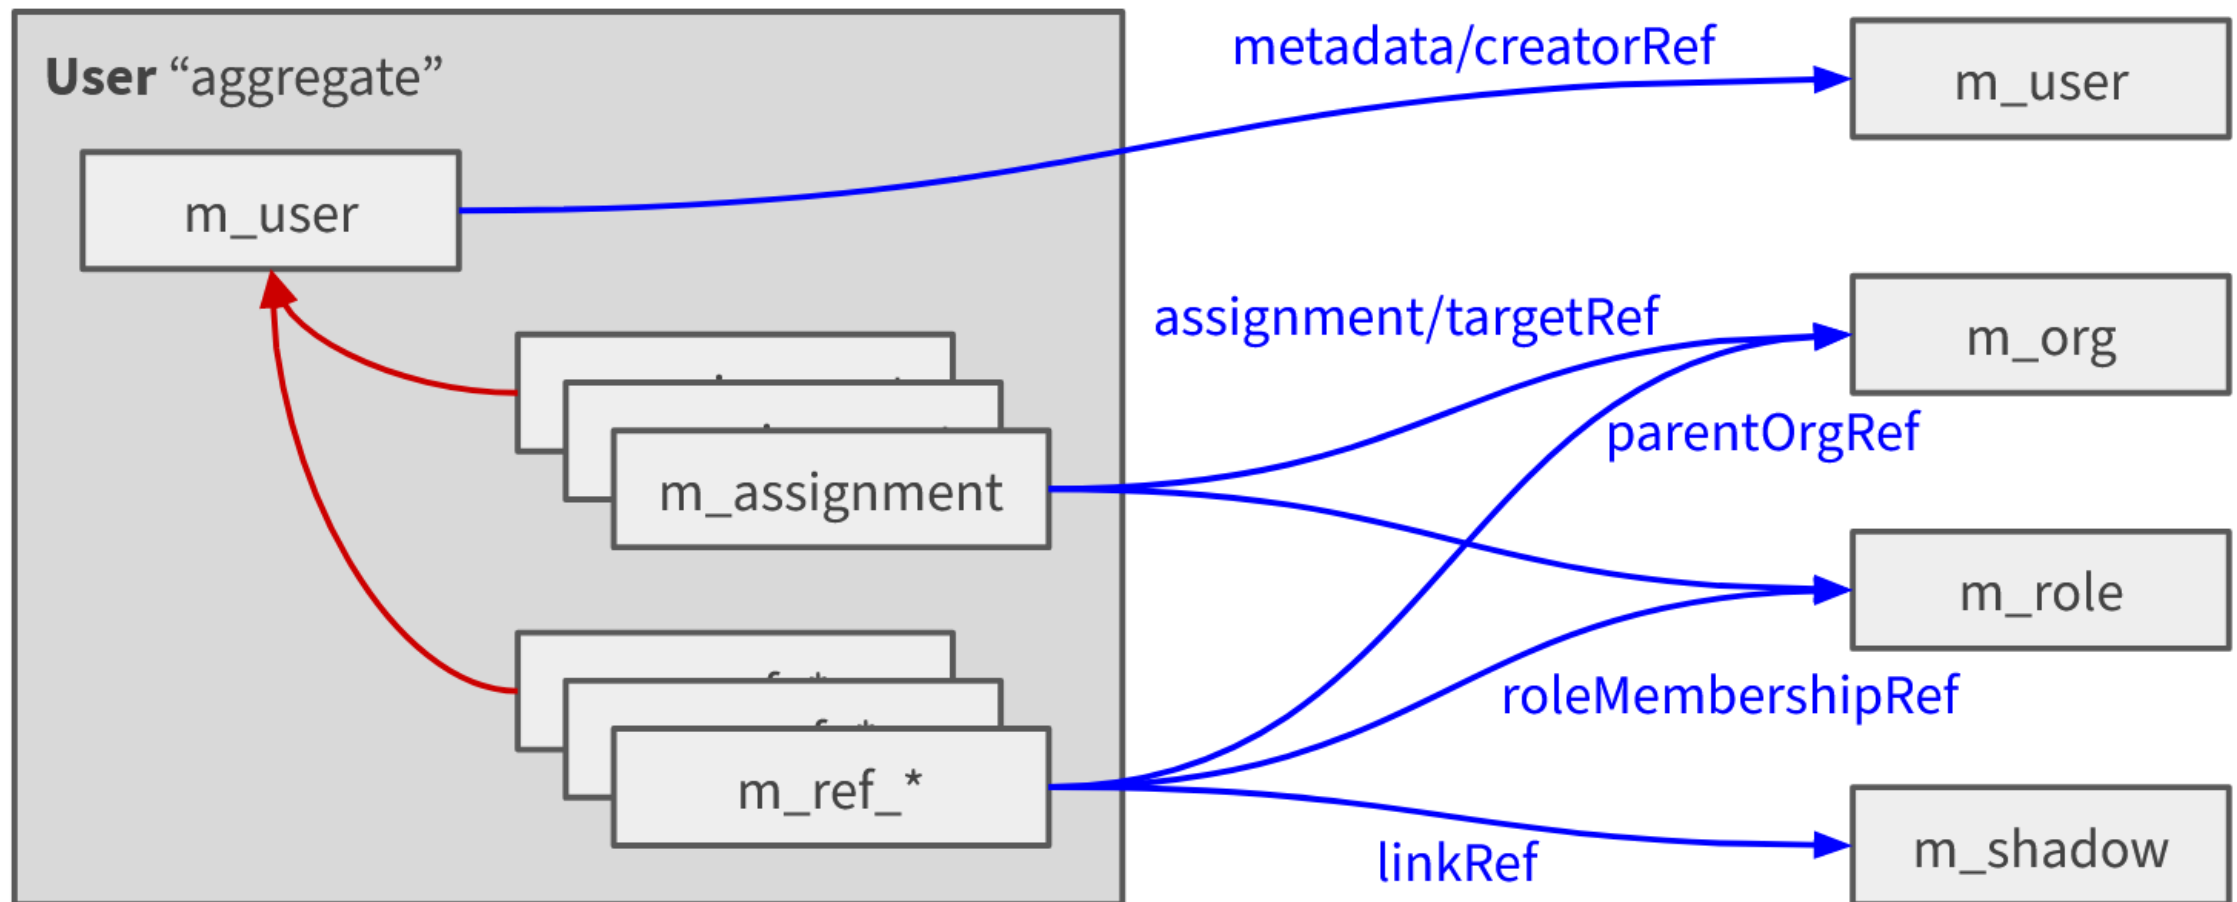 User “aggregate”
m_user
m_assignment
m_ref_*
metadata/creatorRef
assignment/targetRef
parentOrgRef
roleMembershipRef
linkRef
m_user
m_org
m_role
m_shadow